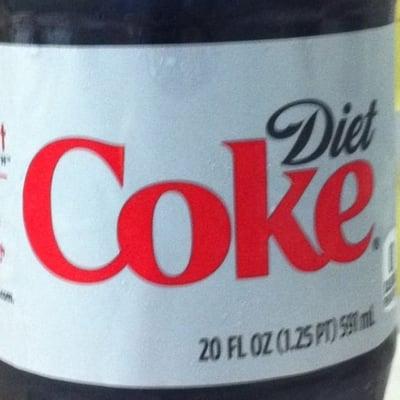 Diet
Coke®
20 FL OZ (1.25 PT) 591 mL